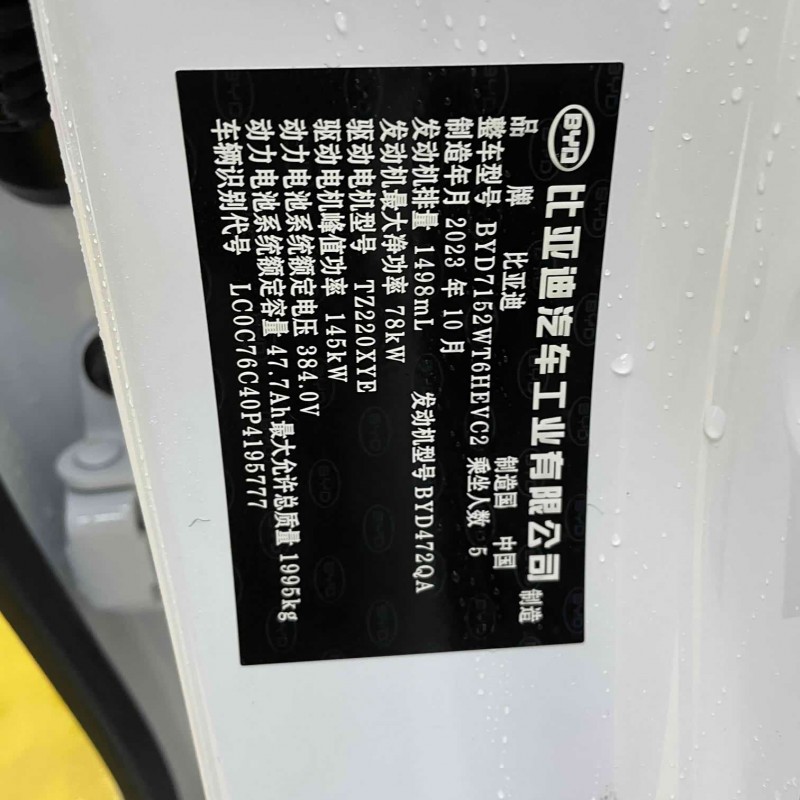 BYD 比亚迪汽车工业有限公司 制造
品牌 比亚迪 制造国 中国
整车型号 BYD7152WT6HEVC2 乘坐人数 5
制造年月 2023 年 10 月
发动机排量 1498mL 发动机型号 BYD472QA
发动机最大净功率 78kW
驱动电机型号 TZ220XYE
驱动电机峰值功率 145kW
动力电池系统额定电压 384.0V
动力电池系统额定容量 47.7Ah 最大允许总质量 1995kg
车辆识别代号 LC0C76C40P4195777